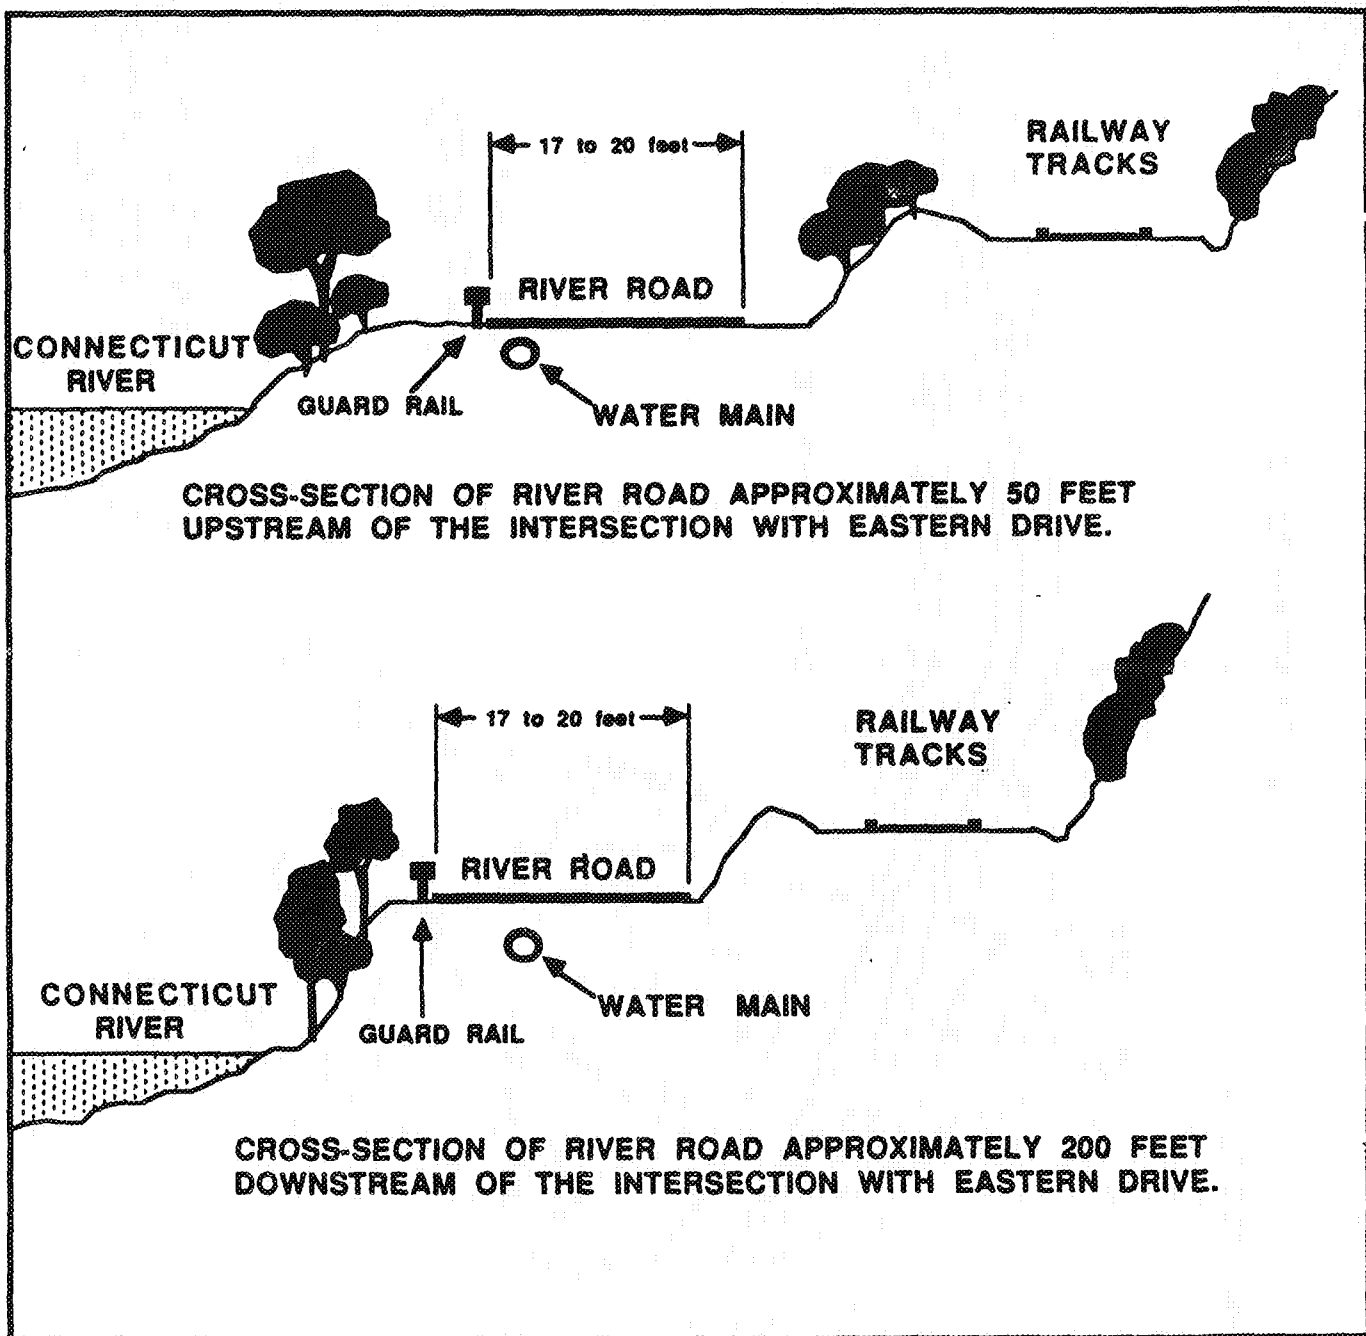 17 to 20 feet
RAILWAY
TRACKS
RIVER ROAD
CONNECTICUT
RIVER
GUARD RAIL
WATER MAIN
CROSS-SECTION OF RIVER ROAD APPROXIMATELY 50 FEET
UPSTREAM OF THE INTERSECTION WITH EASTERN DRIVE.
17 to 20 feet
RAILWAY
TRACKS
RIVER ROAD
CONNECTICUT
RIVER
GUARD RAIL
WATER MAIN
CROSS-SECTION OF RIVER ROAD APPROXIMATELY 200 FEET
DOWNSTREAM OF THE INTERSECTION WITH EASTERN DRIVE.